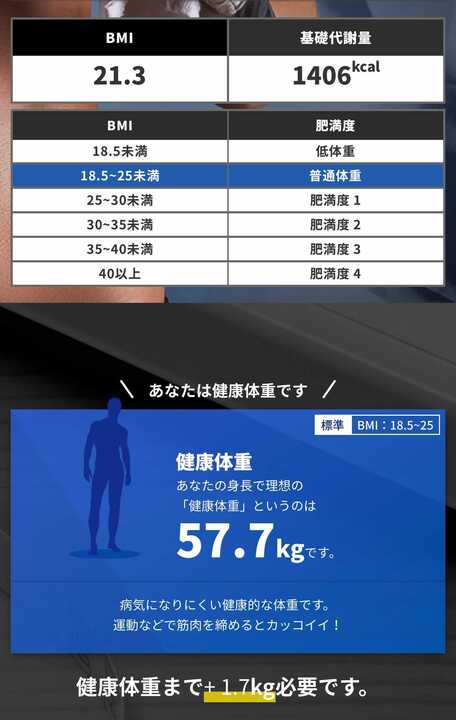 BMI 基礎代謝量
21.3 1406kcal
BMI 肥満度
18.5未満 低体重
18.5~25未満 普通体重
25~30未満 肥満度 1
30~35未満 肥満度 2
35~40未満 肥満度 3
40以上 肥満度 4
\ あなたは健康体重です /
標準 BMI：18.5~25
健康体重
あなたの身長で理想の
「健康体重」というのは
57.7kgです。
病気になりにくい健康的な体重です。
運動などで筋肉を締めるとカッコイイ！
健康体重まで+ 1.7kg必要です。